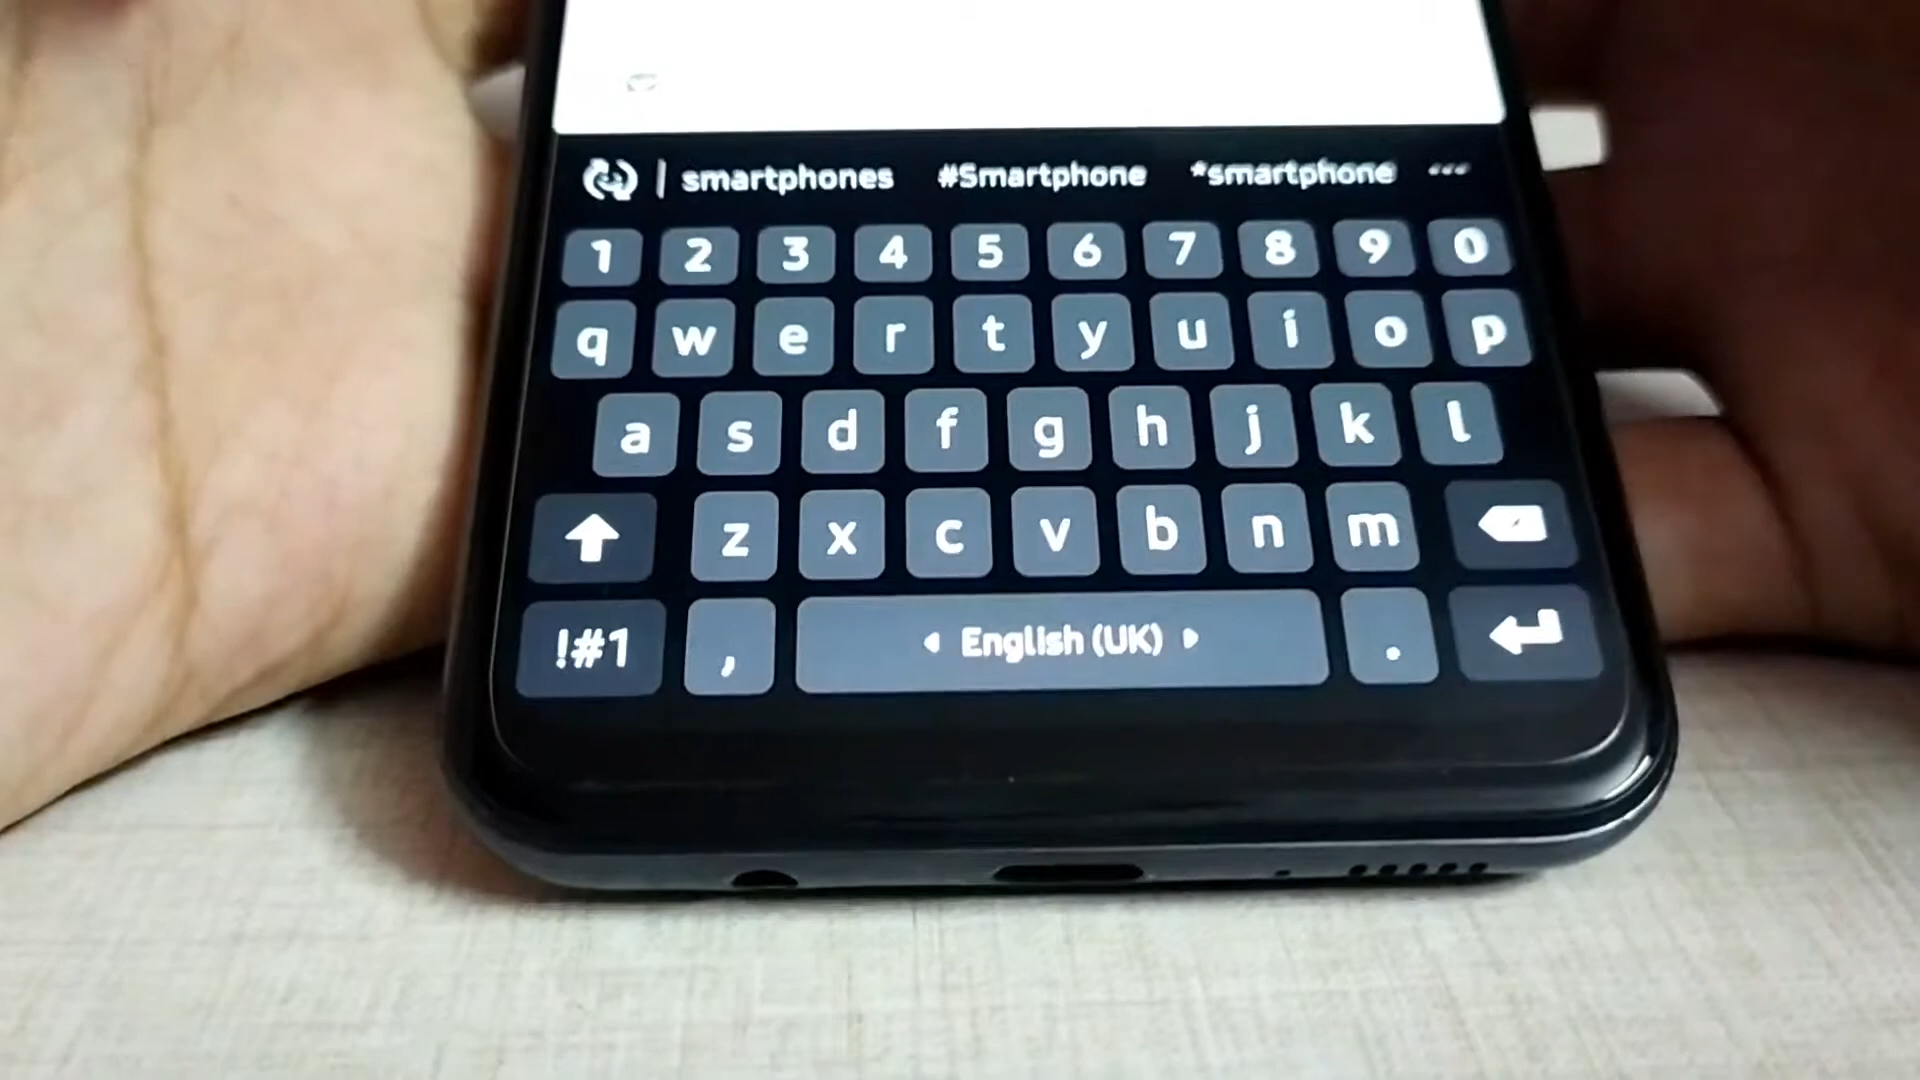 smartphones #Smartphone *smartphone
1 2 3 4 5 6 7 8 9 0
q w e r t y u i o p
a s d f g h j k l
z x c v b n m
!#1 , English (UK) .